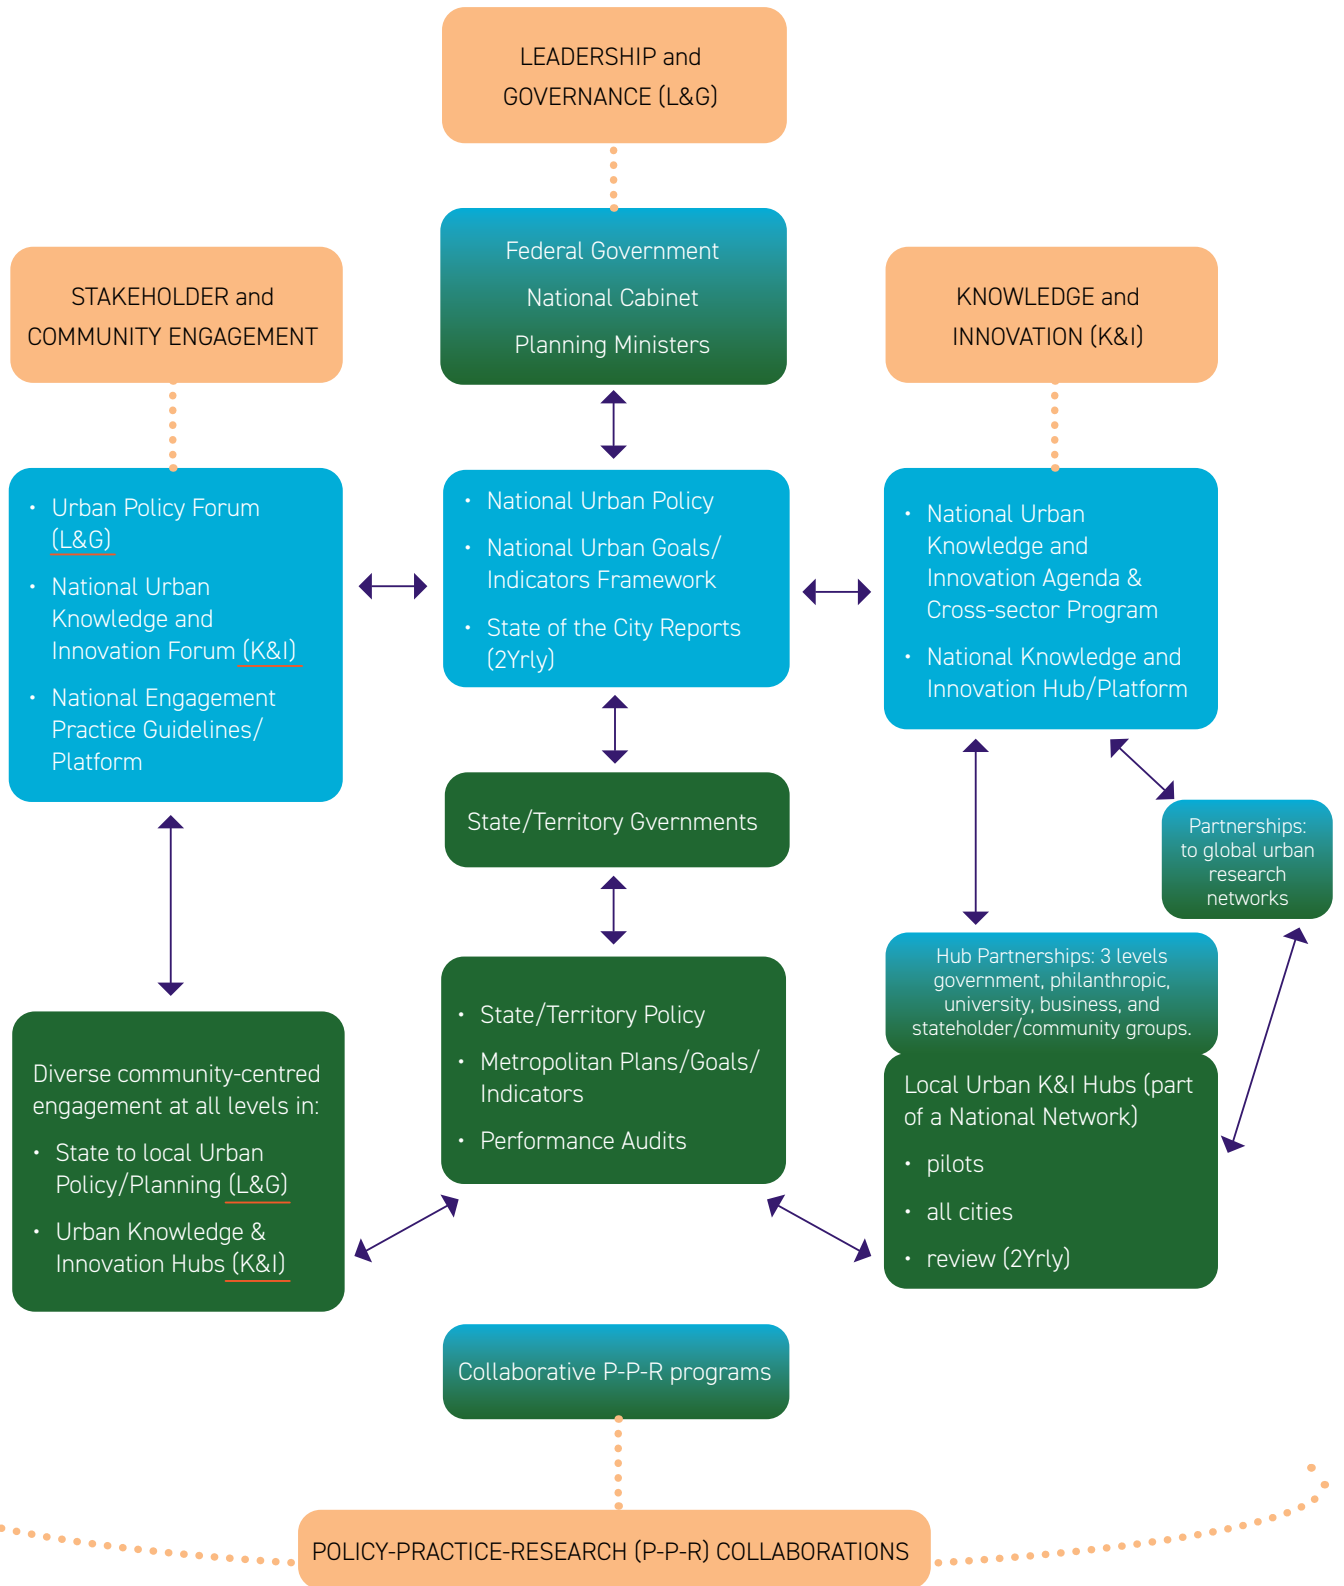 LEADERSHIP and
GOVERNANCE (L&G)
Federal Government
National Cabinet
Planning Ministers
STAKEHOLDER and
COMMUNITY ENGAGEMENT
KNOWLEDGE and
INNOVATION (K&I)
• Urban Policy Forum
(L&G)
• National Urban
Knowledge and
Innovation Forum (K&I)
• National Engagement
Practice Guidelines/
Platform
• National Urban Policy
• National Urban Goals/
Indicators Framework
• State of the City Reports
(2Yrly)
• National Urban
Knowledge and
Innovation Agenda &
Cross-sector Program
• National Knowledge and
Innovation Hub/Platform
State/Territory Gvernments
Partnerships:
to global urban
research
networks
Hub Partnerships: 3 levels
government, philanthropic,
university, business, and
stateholder/community groups.
Diverse community-centred
engagement at all levels in:
• State to local Urban
Policy/Planning (L&G)
• Urban Knowledge &
Innovation Hubs (K&I)
• State/Territory Policy
• Metropolitan Plans/Goals/
Indicators
• Performance Audits
Local Urban K&I Hubs (part
of a National Network)
• pilots
• all cities
• review (2Yrly)
Collaborative P-P-R programs
POLICY-PRACTICE-RESEARCH (P-P-R) COLLABORATIONS